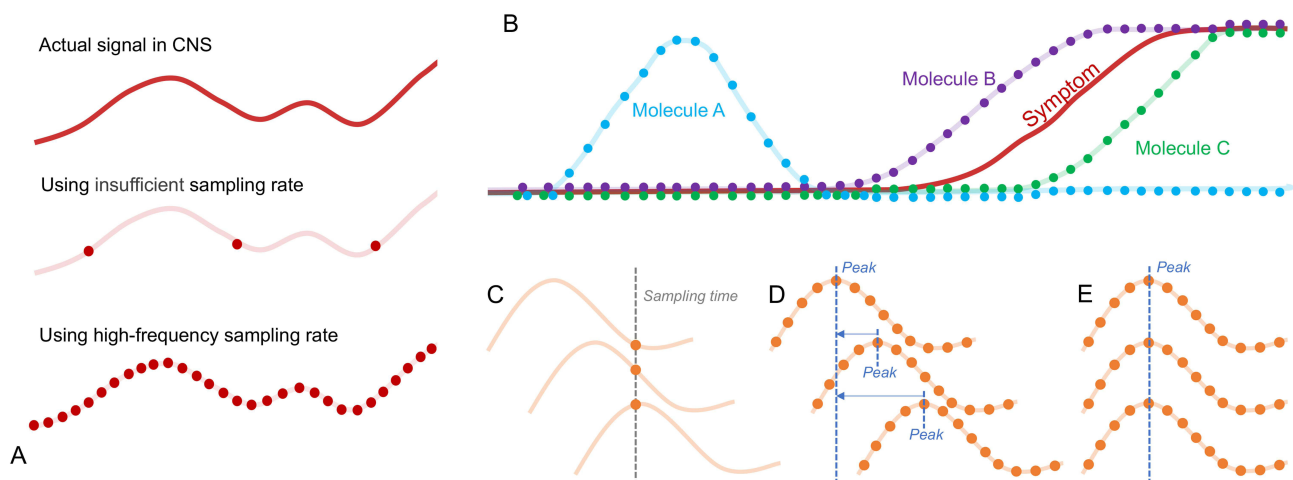 A
Actual signal in CNS
Using insufficient sampling rate
Using high-frequency sampling rate
B
Molecule A
Molecule B
Symptom
Molecule C
C
Sampling time
D
Peak
Peak
Peak
E
Peak